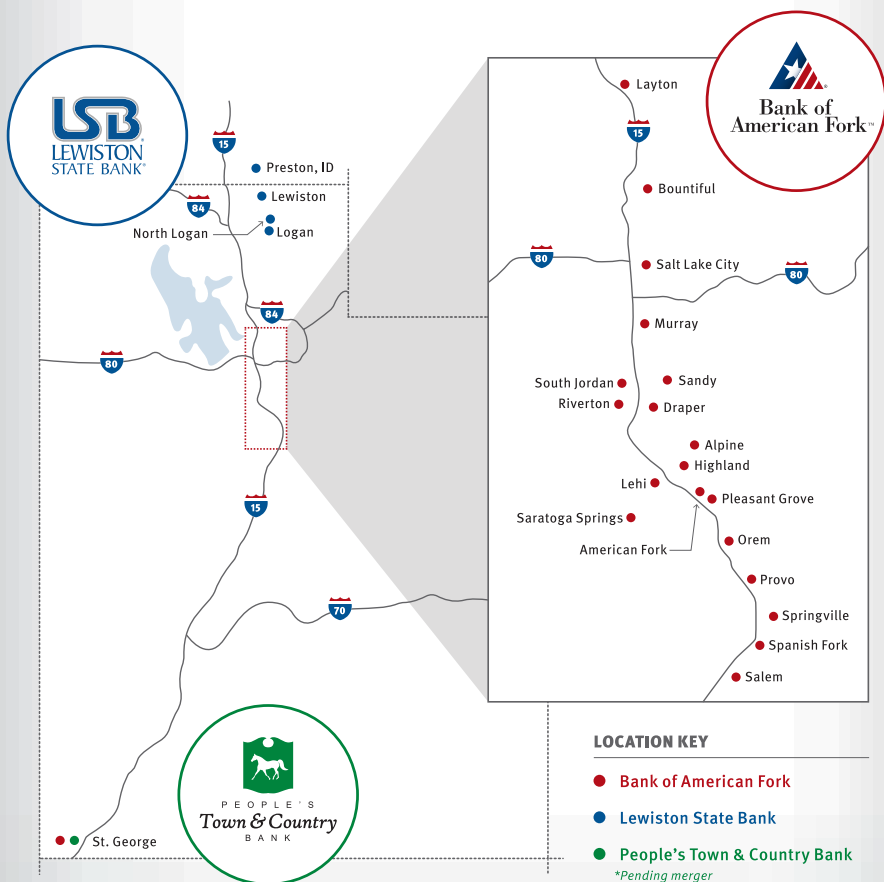 LSB
LEWISTON
STATE BANK®
15
Preston, ID
84
Lewiston
North Logan
Logan
84
80
15
70
St. George
PEOPLE'S
Town & Country
BANK
Bank of
American Fork™
Layton
15
Bountiful
80
Salt Lake City
80
Murray
South Jordan
Sandy
Riverton
Draper
Alpine
Highland
Lehi
Pleasant Grove
Saratoga Springs
American Fork
Orem
Provo
Springville
Spanish Fork
Salem
LOCATION KEY
Bank of American Fork
Lewiston State Bank
People's Town & Country Bank
*Pending merger